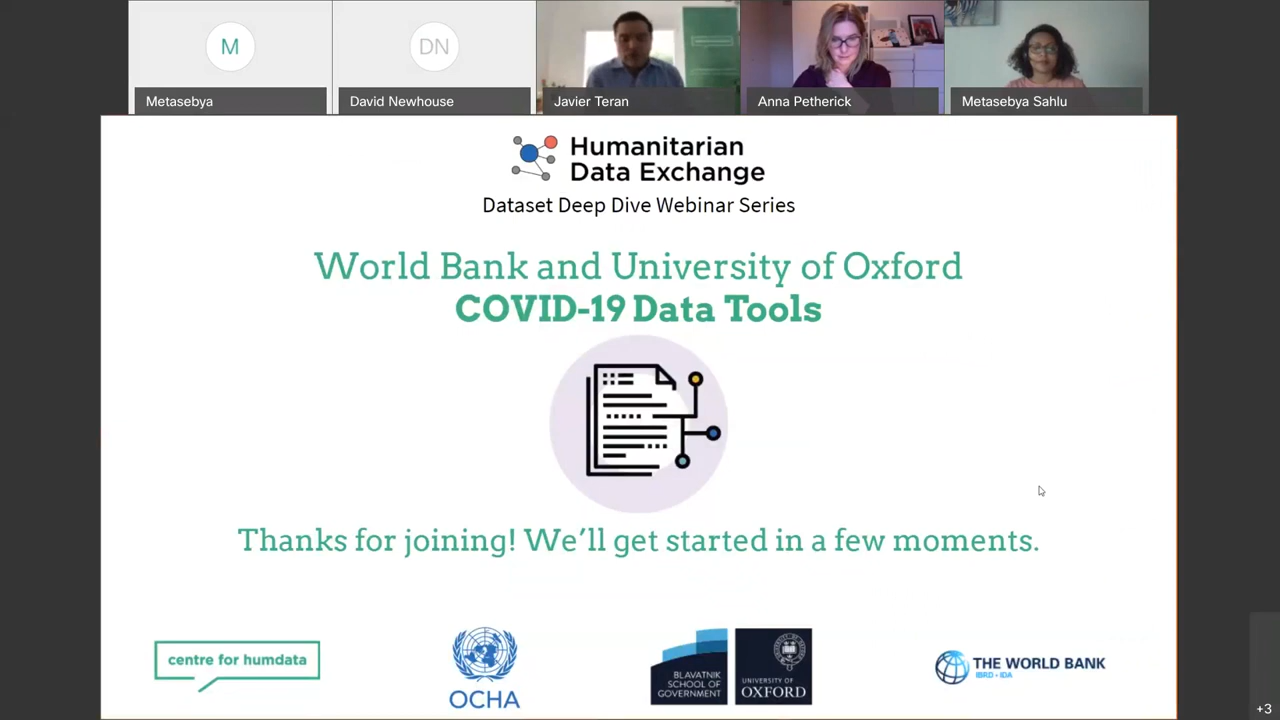 M
DN
Metasebya
David Newhouse
Javier Teran
Anna Petherick
Metasebya Sahlu
Humanitarian
Data Exchange
Dataset Deep Dive Webinar Series
World Bank and University of Oxford
COVID-19 Data Tools
Thanks for joining! We'll get started in a few moments.
centre for humdata
OCHA
BLAVATNIK
SCHOOL OF
GOVERNMENT
UNIVERSITY OF
OXFORD
THE WORLD BANK
IBRD • IDA
+3